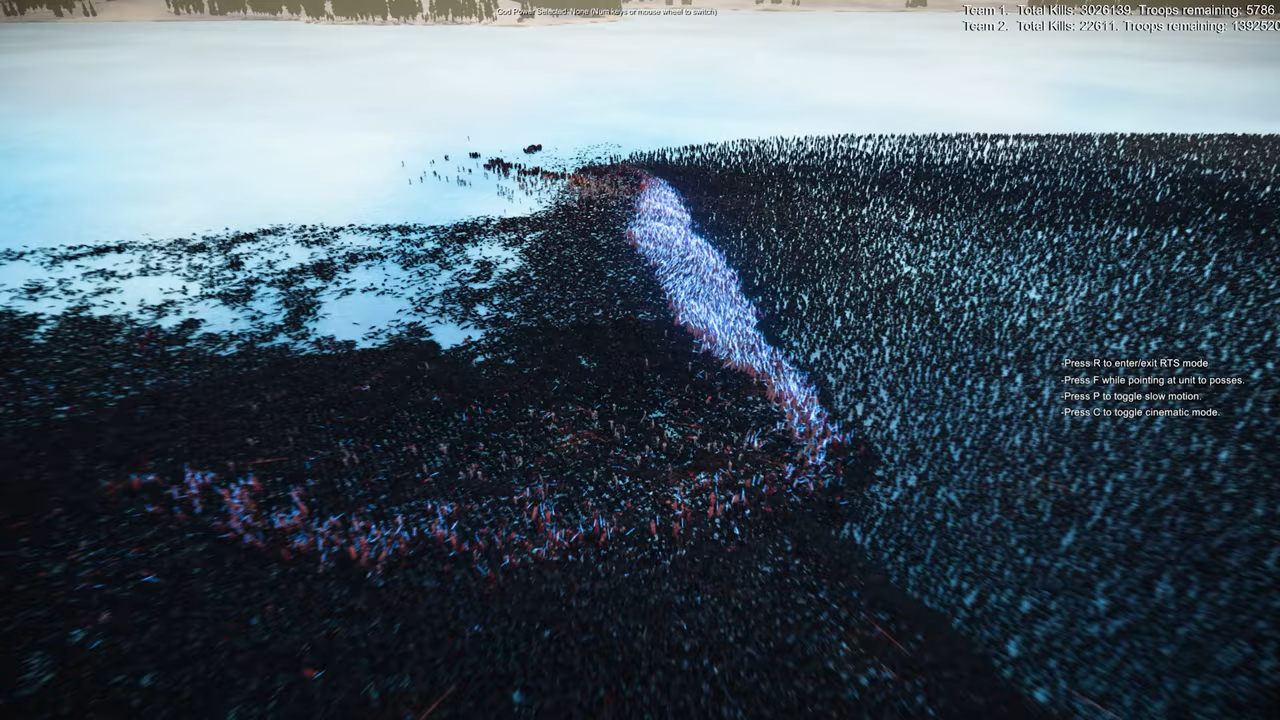 God Power Selected: None (Num keys or mouse wheel to switch)
Team 1.  Total Kills: 3026139. Troops remaining: 5786
Team 2.  Total Kills: 22611. Troops remaining: 1392520
-Press R to enter/exit RTS mode
-Press F while pointing at unit to posses.
-Press P to toggle slow motion.
-Press C to toggle cinematic mode.